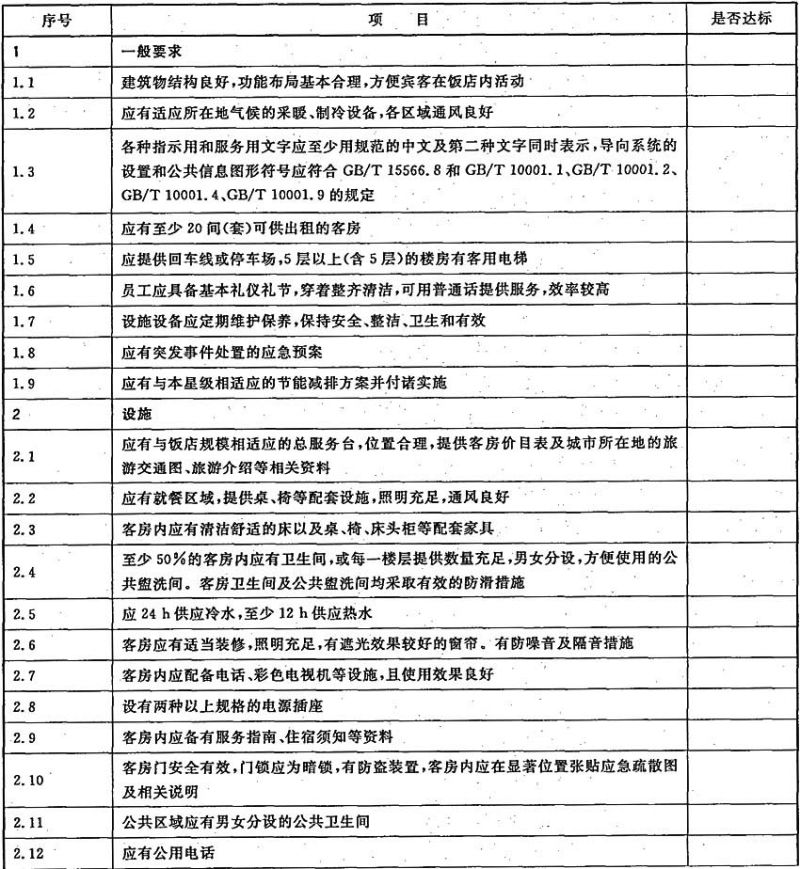 序号 项 目 是否达标
1 一般要求
1.1 建筑物结构良好,功能布局基本合理,方便宾客在饭店内活动
1.2 应有适应所在地气候的采暖、制冷设备,各区域通风良好
各种指示用和服务用文字应至少用规范的中文及第二种文字同时表示,导向系统的
1.3 设置和公共信息图形符号应符合 GB/T 15566.8 和 GB/T 10001.1、GB/T 10001.2、
GB/T 10001.4、GB/T 10001.9 的规定
1.4 应有至少 20 间(套)可供出租的客房
1.5 应提供回车线或停车场,5 层以上(含 5 层)的楼房有客用电梯
1.6 员工应具备基本礼仪礼节,穿着整齐清洁,可用普通话提供服务,效率较高
1.7 设施设备应定期维护保养,保持安全、整洁、卫生和有效
1.8 应有突发事件处置的应急预案
1.9 应有与本星级相适应的节能减排方案并付诸实施
2 设施
2.1 应有与饭店规模相适应的总服务台,位置合理,提供客房价目表及城市所在地的旅
游交通图、旅游介绍等相关资料
2.2 应有就餐区域,提供桌、椅等配套设施,照明充足,通风良好
2.3 客房内应有清洁舒适的床以及桌、椅、床头柜等配套家具
2.4 至少 50%的客房内应有卫生间,或每一楼层提供数量充足,男女分设,方便使用的公
共盥洗间。客房卫生间及公共盥洗间均采取有效的防滑措施
2.5 应 24 h 供应冷水,至少 12 h 供应热水
2.6 客房应有适当装修,照明充足,有遮光效果较好的窗帘。有防噪音及隔音措施
2.7 客房内应配备电话、彩色电视机等设施,且使用效果良好
2.8 设有两种以上规格的电源插座
2.9 客房内应备有服务指南、住宿须知等资料
2.10 客房门安全有效,门锁应为暗锁,有防盗装置,客房内应在显著位置张贴应急疏散图
及相关说明
2.11 公共区域应有男女分设的公共卫生间
2.12 应有公用电话